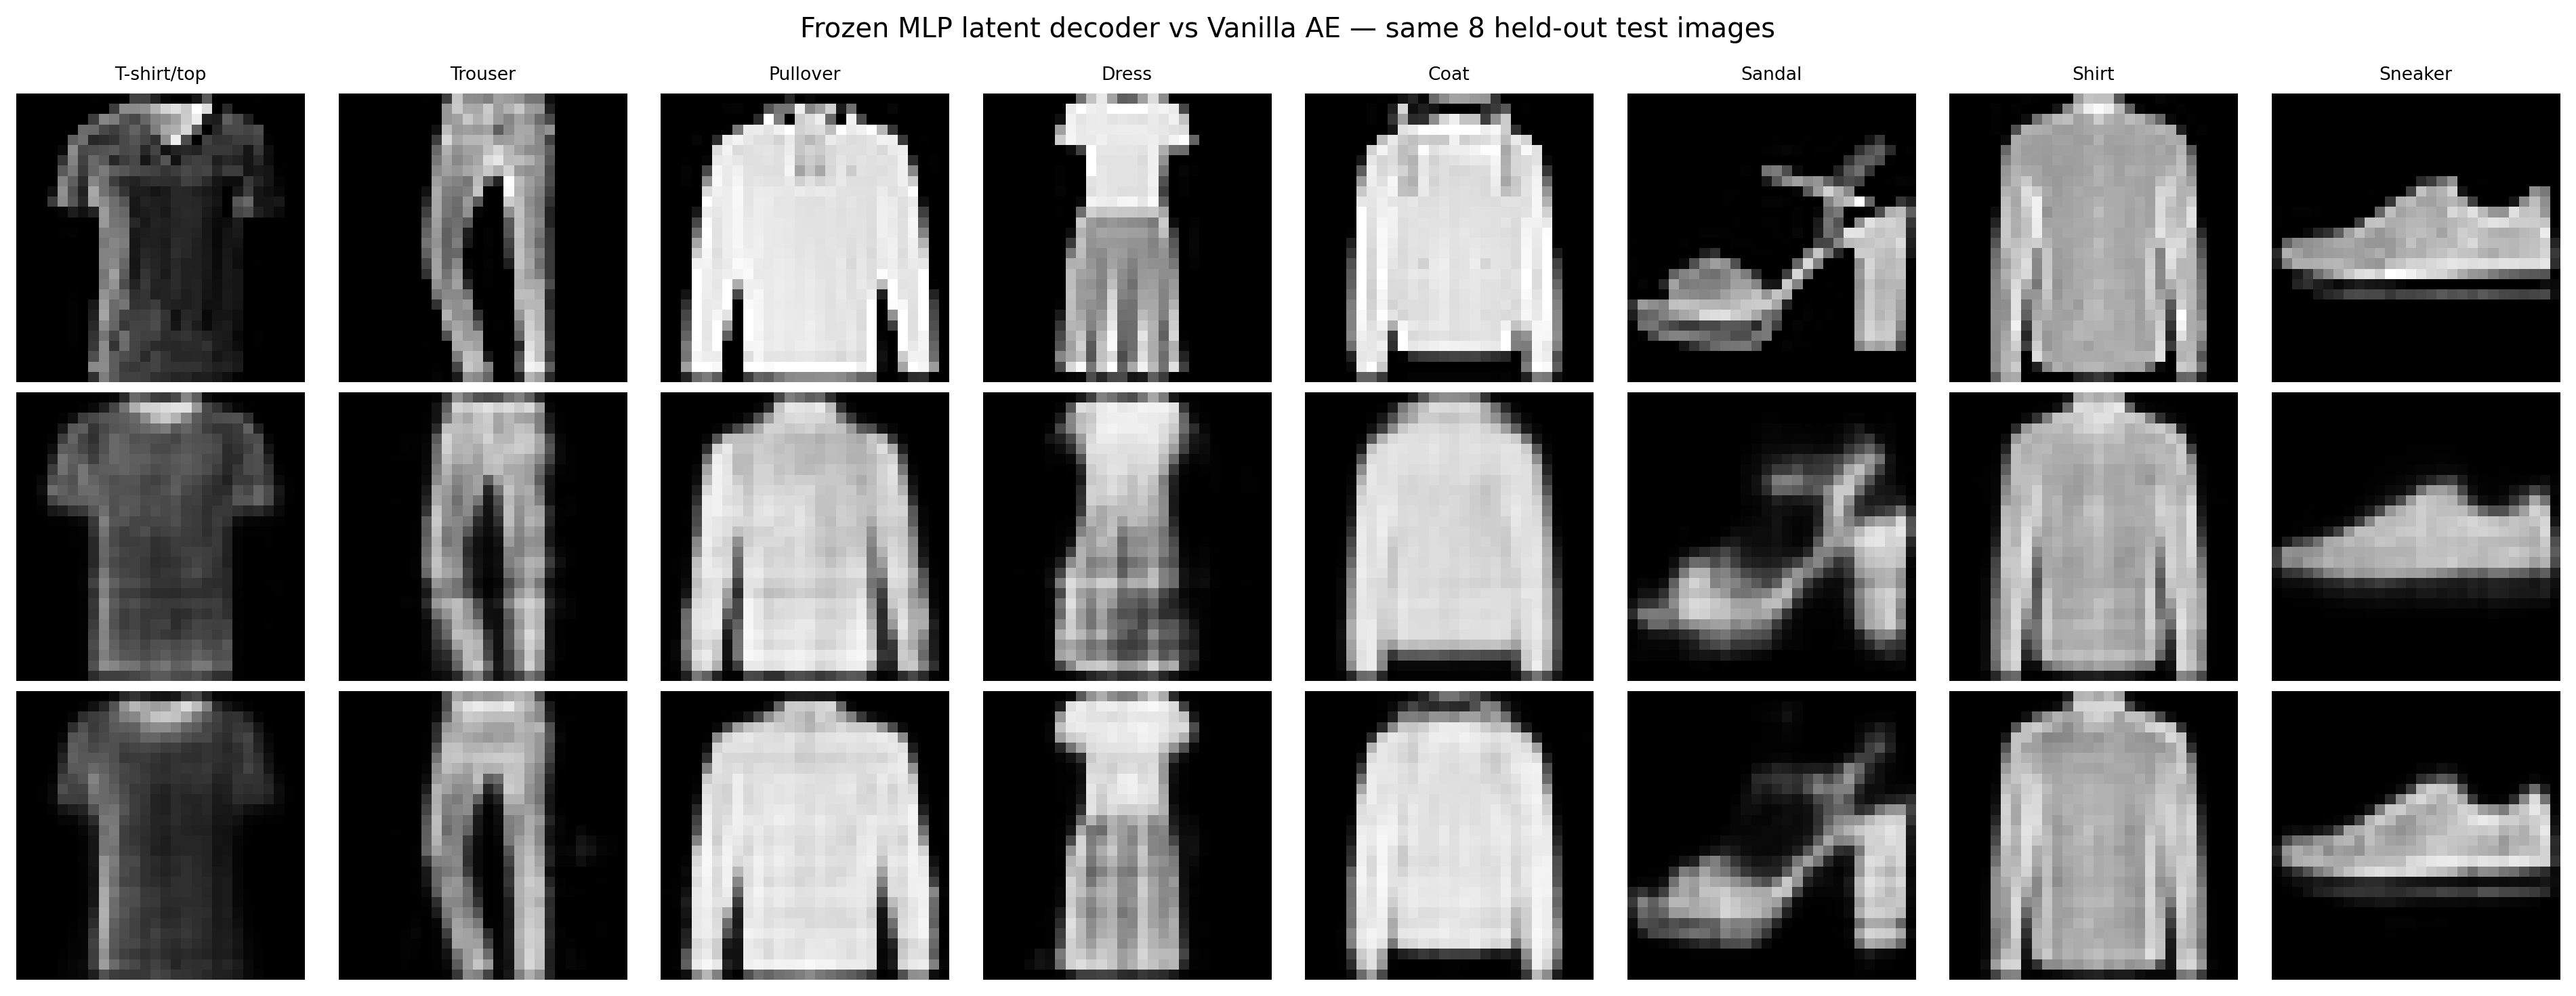 Frozen MLP latent decoder vs Vanilla AE — same 8 held-out test images
T-shirt/top Trouser Pullover Dress Coat Sandal Shirt Sneaker